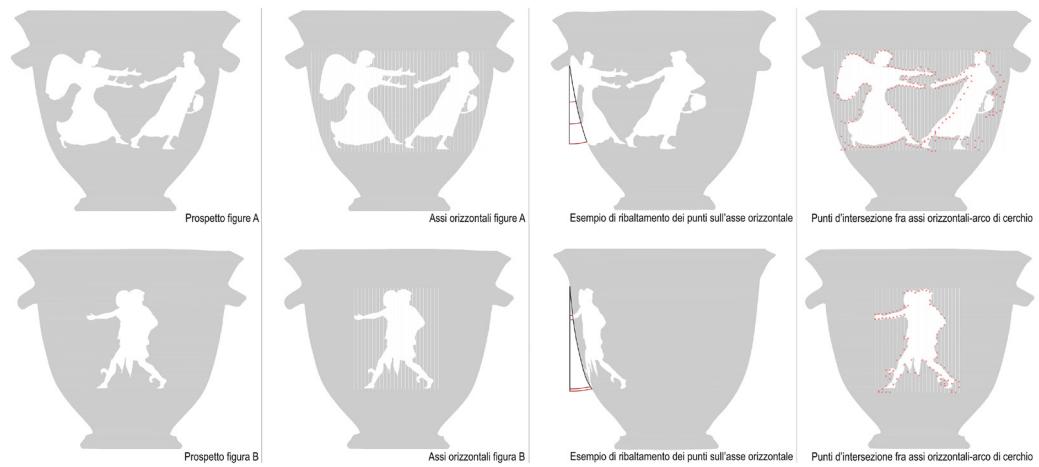 Prospetto figure A
Assi orizzontali figure A
Esempio di ribaltamento dei punti sull'asse orizzontale
Punti d'intersezione fra assi orizzontali-arco di cerchio
Prospetto figura B
Assi orizzontali figura B
Esempio di ribaltamento dei punti sull'asse orizzontale
Punti d'intersezione fra assi orizzontali-arco di cerchio